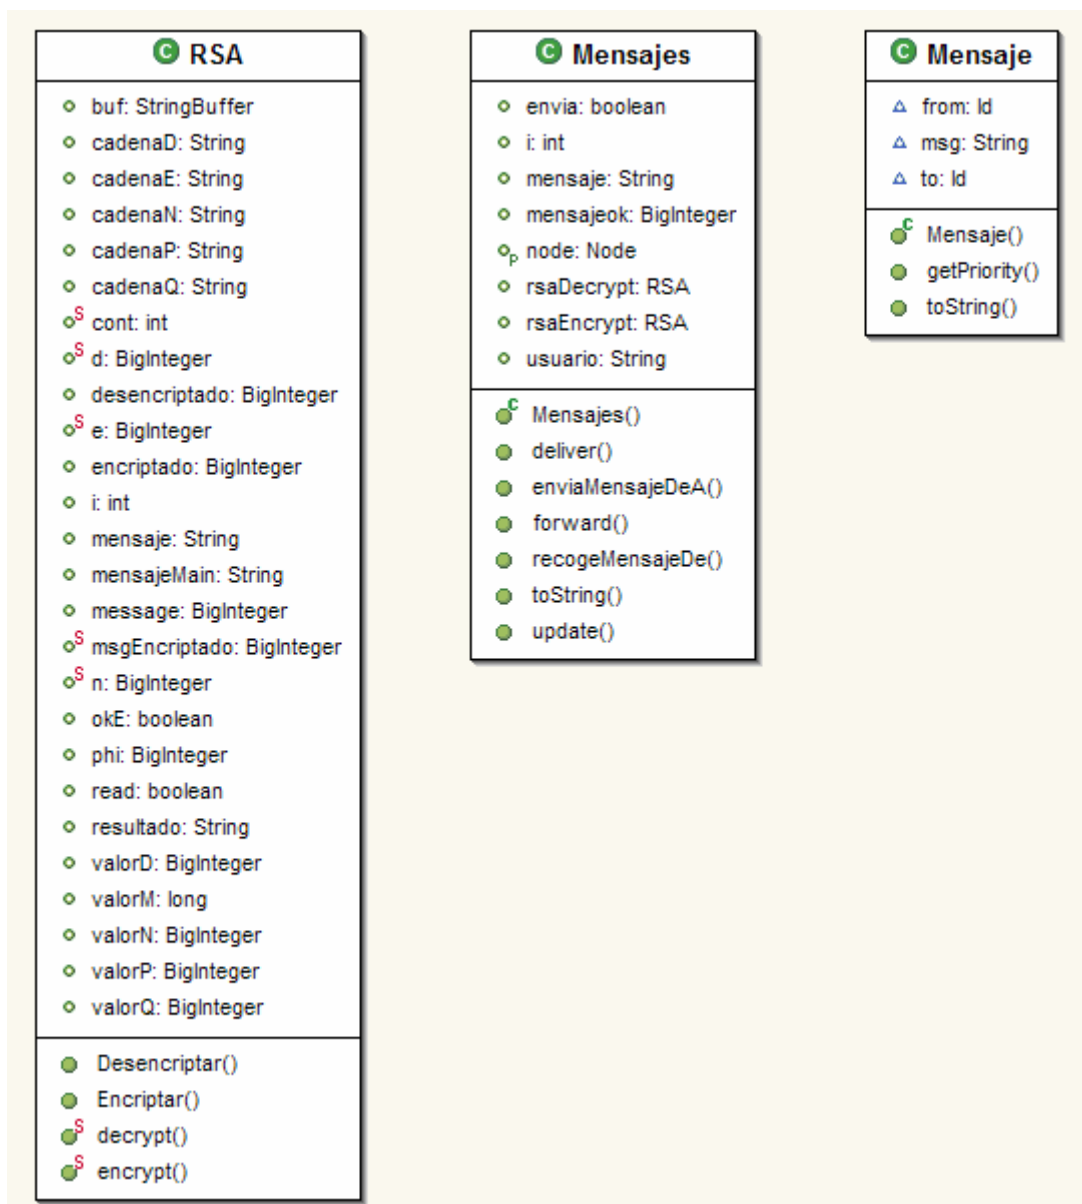 C RSA
buf: StringBuffer
cadenaD: String
cadenaE: String
cadenaN: String
cadenaP: String
cadenaQ: String
S cont: int
S d: BigInteger
desencriptado: BigInteger
S e: BigInteger
encriptado: BigInteger
i: int
mensaje: String
mensajeMain: String
message: BigInteger
S msgEncriptado: BigInteger
S n: BigInteger
okE: boolean
phi: BigInteger
read: boolean
resultado: String
valorD: BigInteger
valorM: long
valorN: BigInteger
valorP: BigInteger
valorQ: BigInteger
Desencriptar()
Encriptar()
S decrypt()
S encrypt()
C Mensajes
envia: boolean
i: int
mensaje: String
mensajeok: BigInteger
P node: Node
rsaDecrypt: RSA
rsaEncrypt: RSA
usuario: String
C Mensajes()
deliver()
enviaMensajeDeA()
forward()
recogeMensajeDe()
toString()
update()
C Mensaje
from: Id
msg: String
to: Id
C Mensaje()
getPriority()
toString()